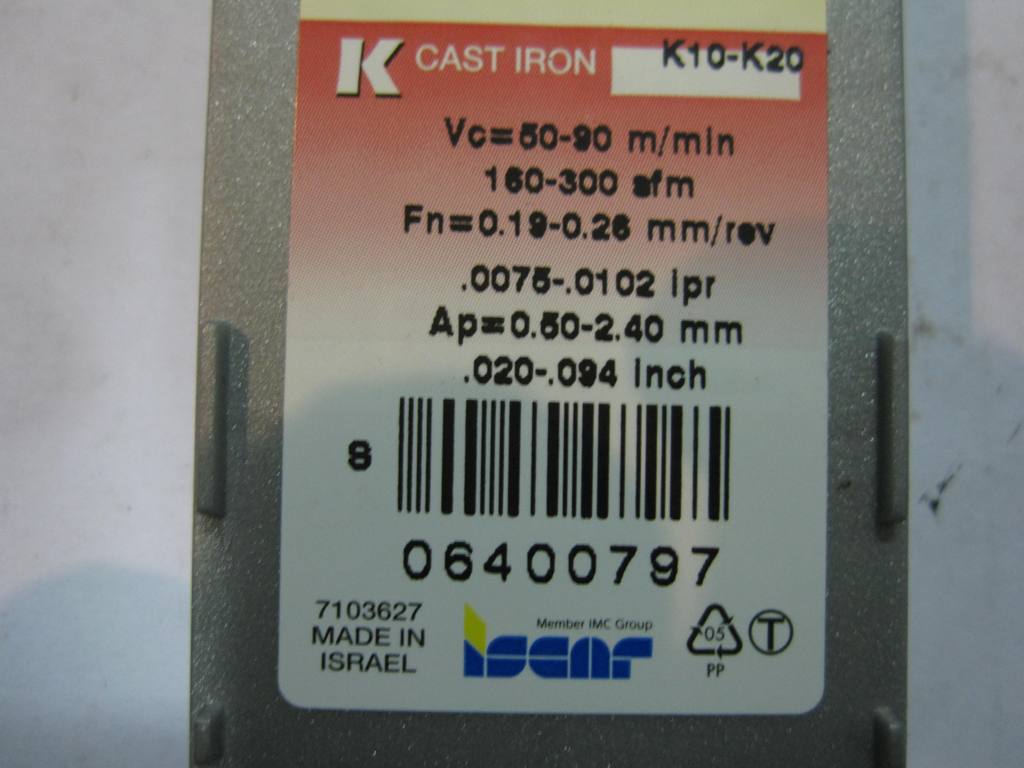 K CAST IRON K10-K20
Vc=50-90 m/min
160-300 sfm
Fn=0.19-0.26 mm/rev
.0075-.0102 ipr
Ap=0.50-2.40 mm
.020-.094 inch
8
06400797
7103627
MADE IN
ISRAEL
Member IMC Group
iscar
05
PP
T